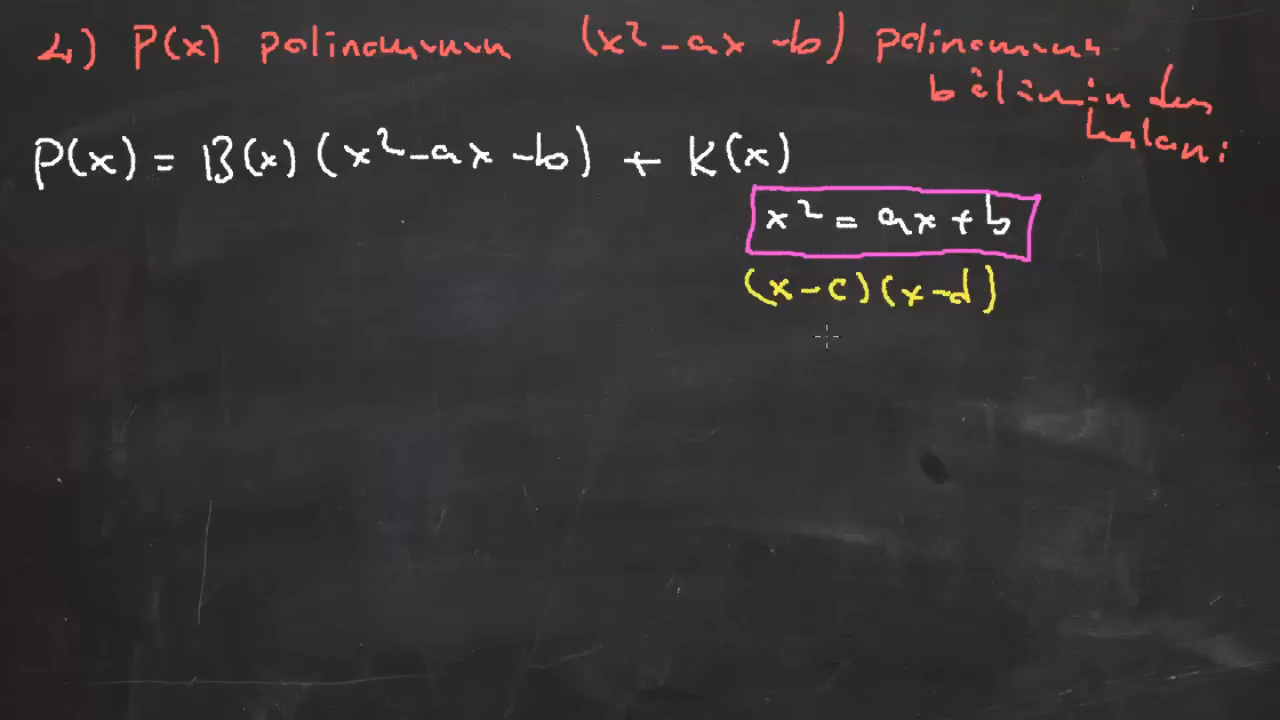 4) P(x) polinomunun (x² - ax - b) polinomuna
bölümünden
kalanı
P(x) = B(x) (x² - ax - b) + K(x)
x² = ax + b
(x - c) (x - d)